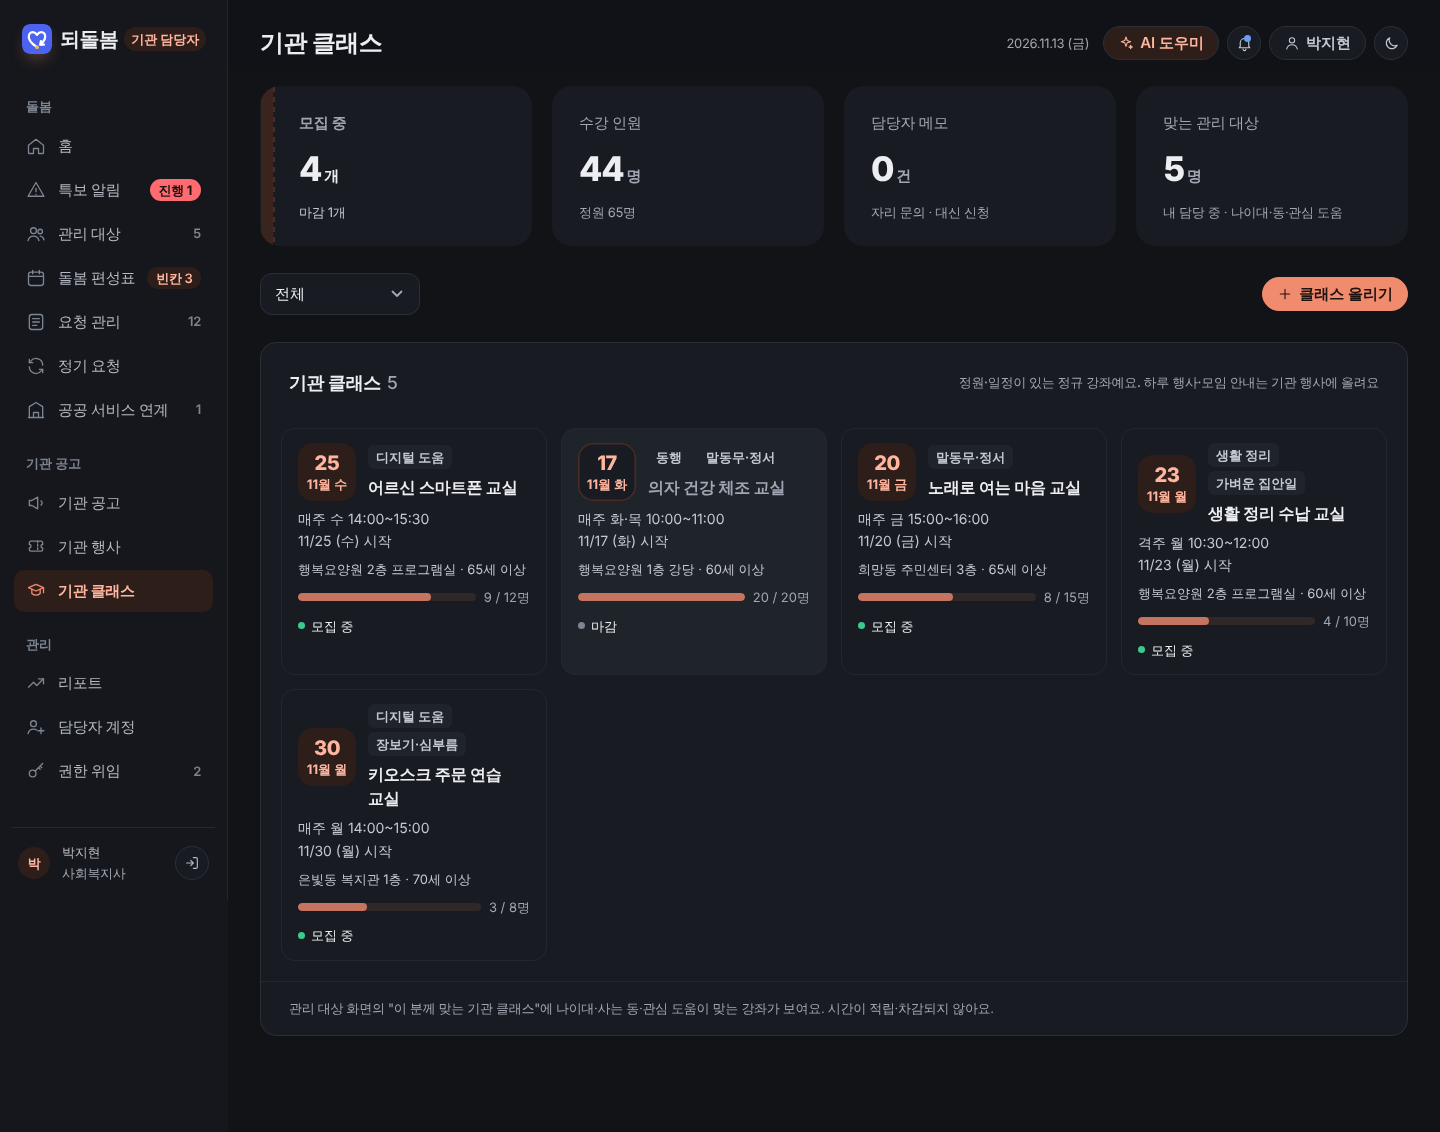 되돌봄 기관 담당자
돌봄
홈
특보 알림 진행 1
관리 대상 5
돌봄 편성표 빈칸 3
요청 관리 12
정기 요청
공공 서비스 연계 1
기관 공고
기관 공고
기관 행사
기관 클래스
관리
리포트
담당자 계정
권한 위임 2
박 박지현
사회복지사
기관 클래스
2026.11.13 (금) AI 도우미 박지현
모집 중
4개
마감 1개
수강 인원
44명
정원 65명
담당자 메모
0건
자리 문의 · 대신 신청
맞는 관리 대상
5명
내 담당 중 · 나이대·동·관심 도움
전체
클래스 올리기
기관 클래스 5
정원·일정이 있는 정규 강좌예요. 하루 행사·모임 안내는 기관 행사에 올려요
25
11월 수
디지털 도움
어르신 스마트폰 교실
매주 수 14:00~15:30
11/25 (수) 시작
행복요양원 2층 프로그램실 · 65세 이상
9 / 12명
모집 중
17
11월 화
동행 말동무·정서
의자 건강 체조 교실
매주 화·목 10:00~11:00
11/17 (화) 시작
행복요양원 1층 강당 · 60세 이상
20 / 20명
마감
20
11월 금
말동무·정서
노래로 여는 마음 교실
매주 금 15:00~16:00
11/20 (금) 시작
희망동 주민센터 3층 · 65세 이상
8 / 15명
모집 중
23
11월 월
생활 정리
가벼운 집안일
생활 정리 수납 교실
격주 월 10:30~12:00
11/23 (월) 시작
행복요양원 2층 프로그램실 · 60세 이상
4 / 10명
모집 중
30
11월 월
디지털 도움
장보기·심부름
키오스크 주문 연습
교실
매주 월 14:00~15:00
11/30 (월) 시작
은빛동 복지관 1층 · 70세 이상
3 / 8명
모집 중
관리 대상 화면의 "이 분께 맞는 기관 클래스"에 나이대·사는 동·관심 도움이 맞는 강좌가 보여요. 시간이 적립·차감되지 않아요.